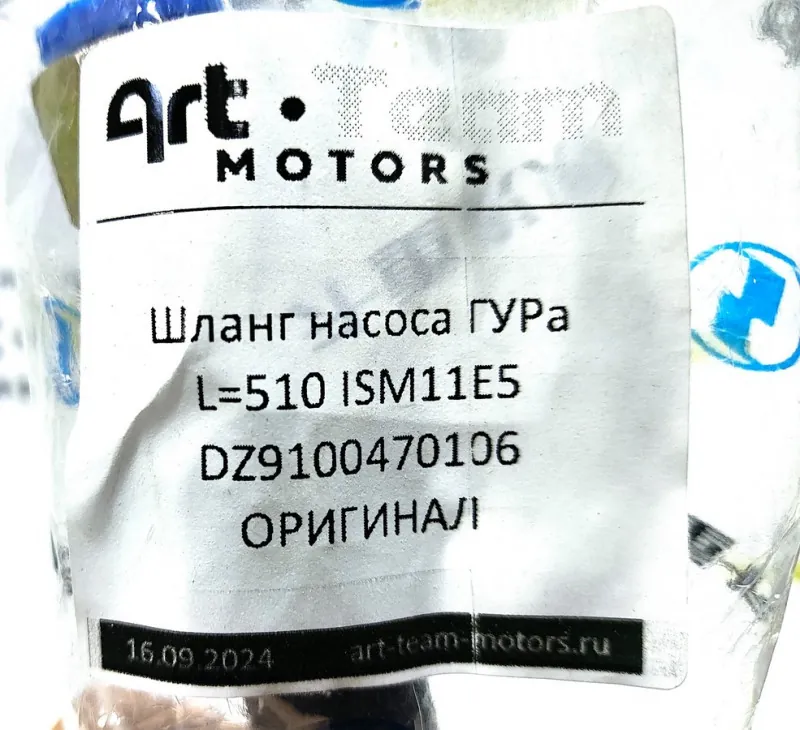 art • Team
MOTORS
Шланг насоса ГУРа
L=510 ISM11E5
DZ9100470106
ОРИГИНАЛ
16.09.2024 art-team-motors.ru